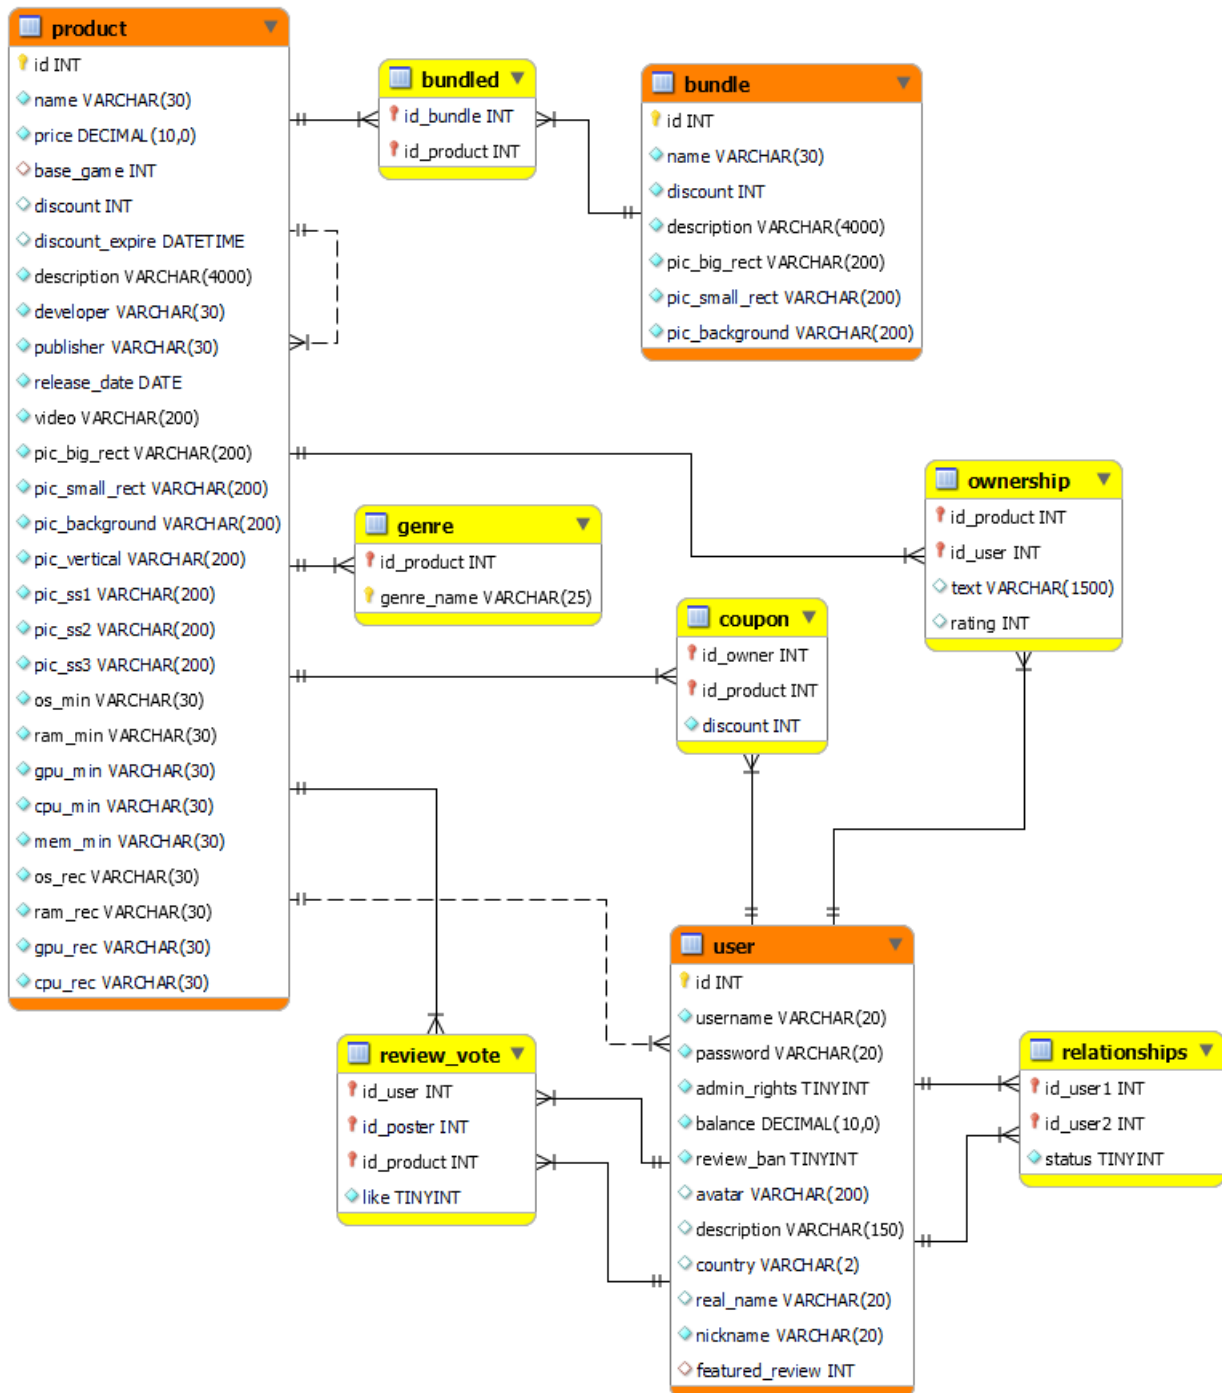 product
id INT
name VARCHAR(30)
price DECIMAL(10,0)
base_game INT
discount INT
discount_expire DATETIME
description VARCHAR(4000)
developer VARCHAR(30)
publisher VARCHAR(30)
release_date DATE
video VARCHAR(200)
pic_big_rect VARCHAR(200)
pic_small_rect VARCHAR(200)
pic_background VARCHAR(200)
pic_vertical VARCHAR(200)
pic_ss1 VARCHAR(200)
pic_ss2 VARCHAR(200)
pic_ss3 VARCHAR(200)
os_min VARCHAR(30)
ram_min VARCHAR(30)
gpu_min VARCHAR(30)
cpu_min VARCHAR(30)
mem_min VARCHAR(30)
os_rec VARCHAR(30)
ram_rec VARCHAR(30)
gpu_rec VARCHAR(30)
cpu_rec VARCHAR(30)
bundled
id_bundle INT
id_product INT
bundle
id INT
name VARCHAR(30)
discount INT
description VARCHAR(4000)
pic_big_rect VARCHAR(200)
pic_small_rect VARCHAR(200)
pic_background VARCHAR(200)
genre
id_product INT
genre_name VARCHAR(25)
ownership
id_product INT
id_user INT
text VARCHAR(1500)
rating INT
coupon
id_owner INT
id_product INT
discount INT
user
id INT
username VARCHAR(20)
password VARCHAR(20)
admin_rights TINYINT
balance DECIMAL(10,0)
review_ban TINYINT
avatar VARCHAR(200)
description VARCHAR(150)
country VARCHAR(2)
real_name VARCHAR(20)
nickname VARCHAR(20)
featured_review INT
review_vote
id_user INT
id_poster INT
id_product INT
like TINYINT
relationships
id_user1 INT
id_user2 INT
status TINYINT